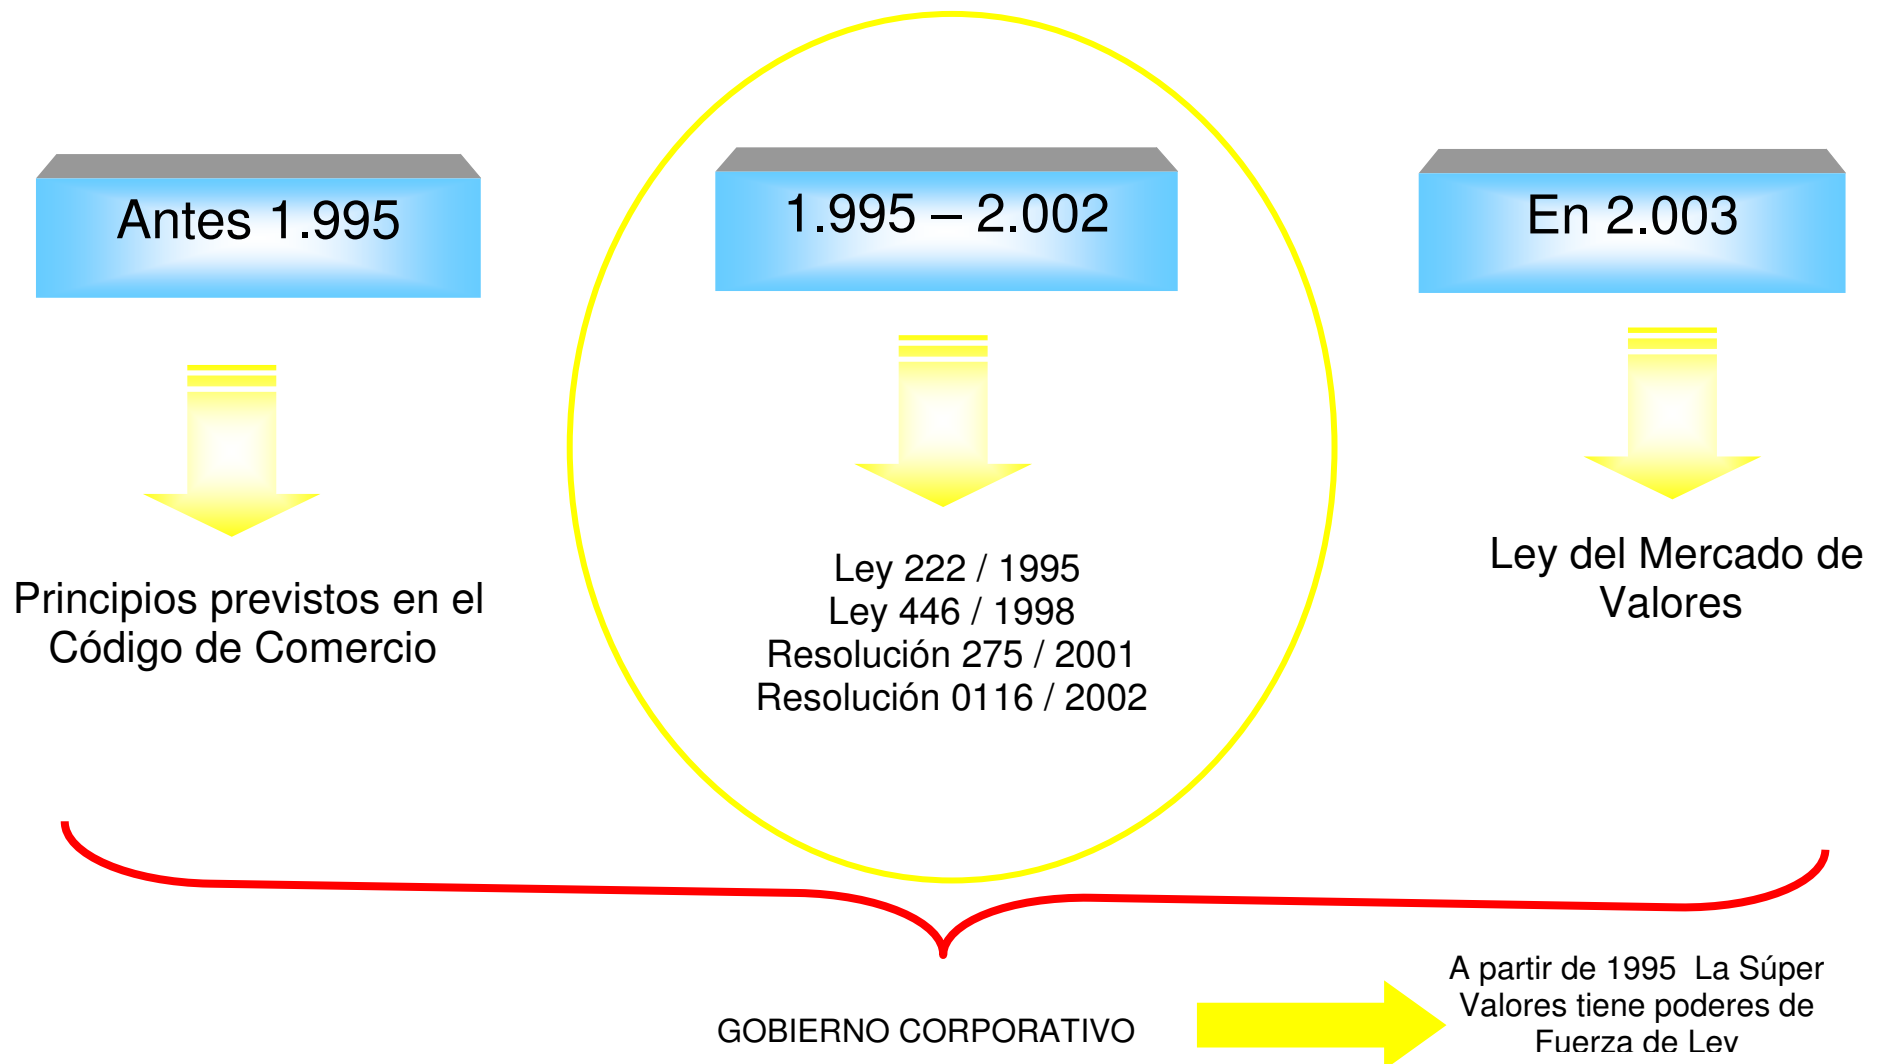 Antes 1.995
1.995 – 2.002
En 2.003
Principios previstos en el
Código de Comercio
Ley 222 / 1995
Ley 446 / 1998
Resolución 275 / 2001
Resolución 0116 / 2002
Ley del Mercado de
Valores
GOBIERNO CORPORATIVO
A partir de 1995 La Súper
Valores tiene poderes de
Fuerza de Ley